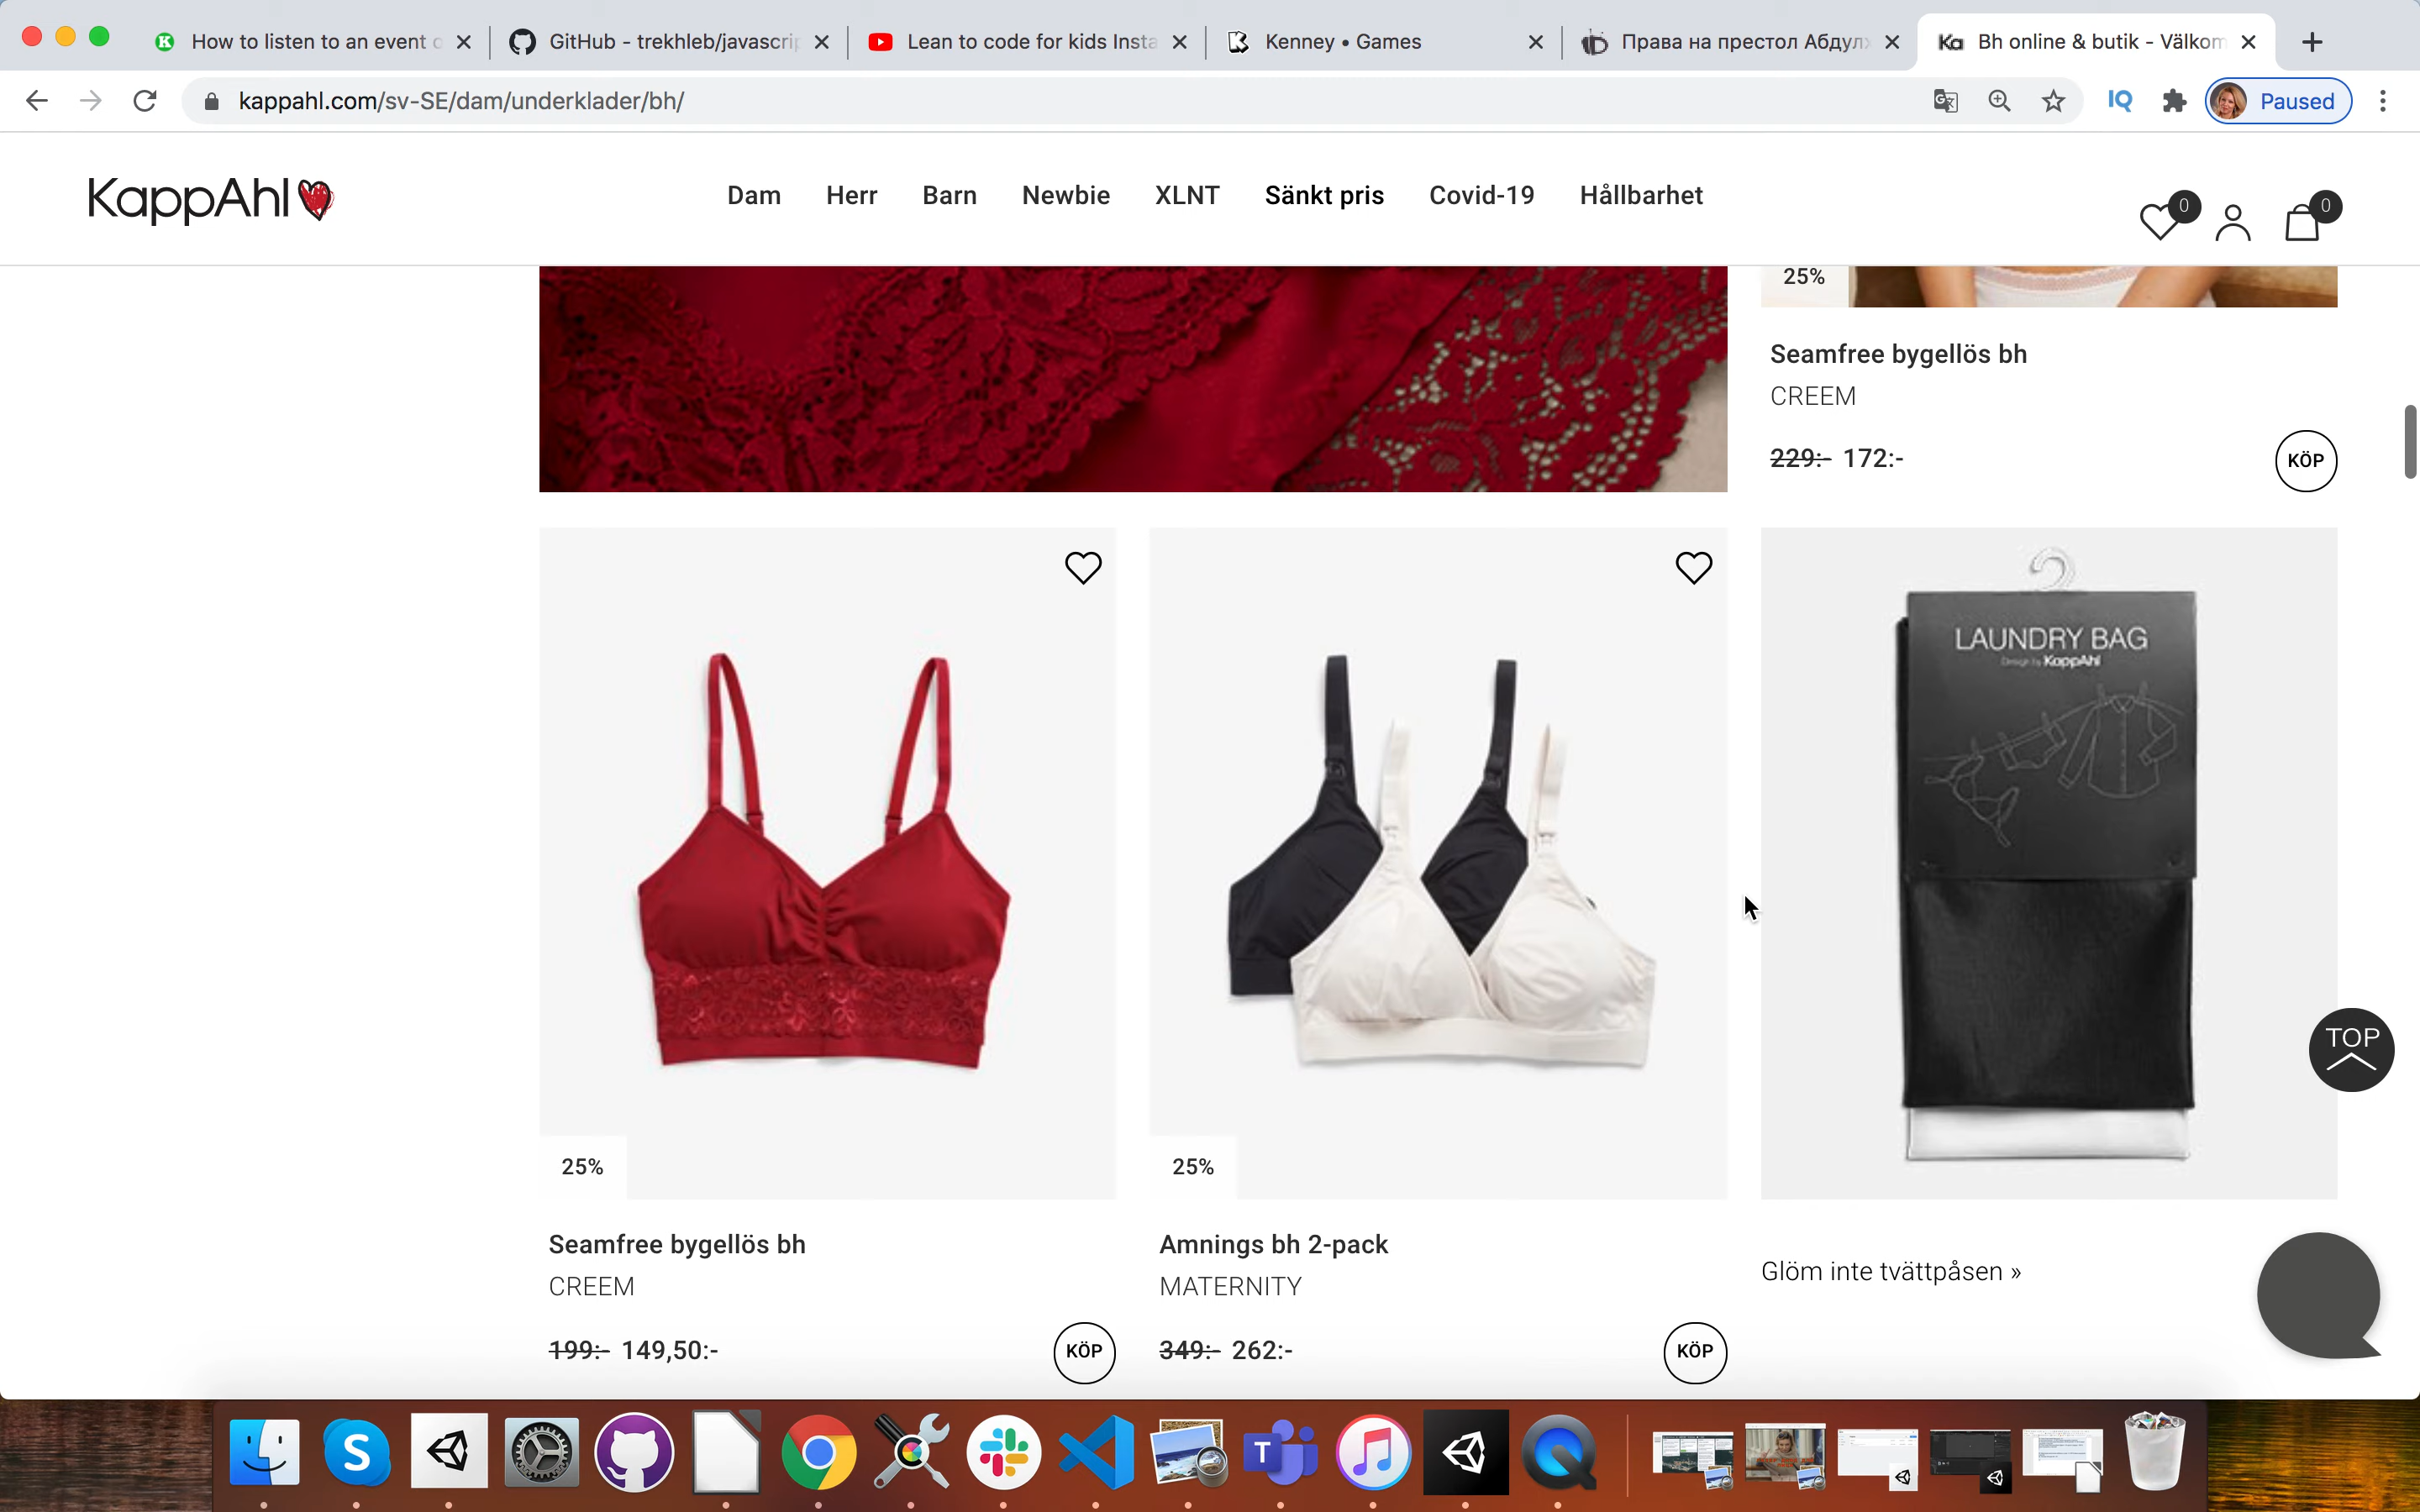 How to listen to an event o
GitHub - trekhleb/javascrip
Lean to code for kids Insta
Kenney • Games
Права на престол Абдулх
Ka Bh online & butik - Välkom
kappahl.com/sv-SE/dam/underklader/bh/
IQ
Paused
KappAhl
Dam Herr Barn Newbie XLNT Sänkt pris Covid-19 Hållbarhet
0
0
25%
Seamfree bygellös bh
CREEM
229:- 172:-
KÖP
LAUNDRY BAG
Design by KappAhl
TOP
25%
25%
Seamfree bygellös bh
CREEM
199:- 149,50:-
KÖP
Amnings bh 2-pack
MATERNITY
349:- 262:-
KÖP
Glöm inte tvättpåsen »